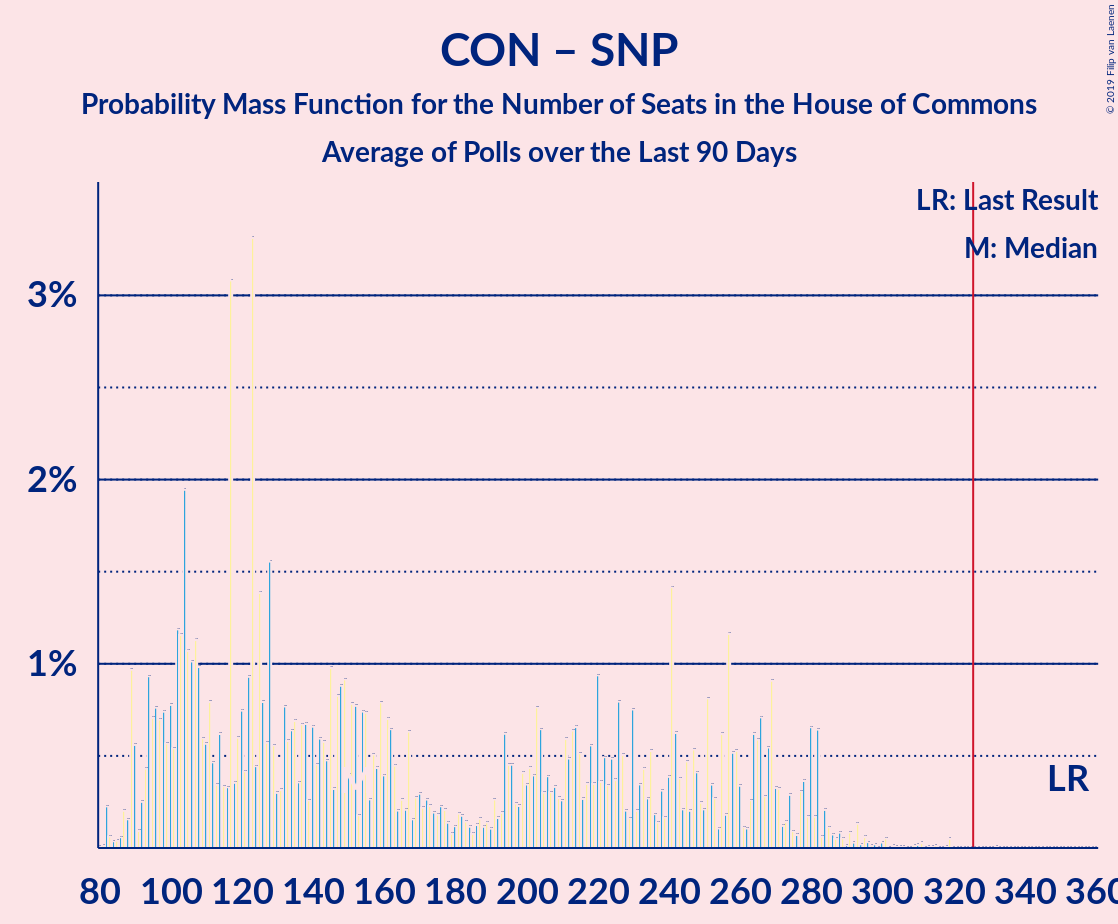 CON – SNP
Probability Mass Function for the Number of Seats in the House of Commons
Average of Polls over the Last 90 Days
© 2019 Filip van Laenen
LR: Last Result
M: Median
3%
2%
1%
LR
80 100 120 140 160 180 200 220 240 260 280 300 320 340 360